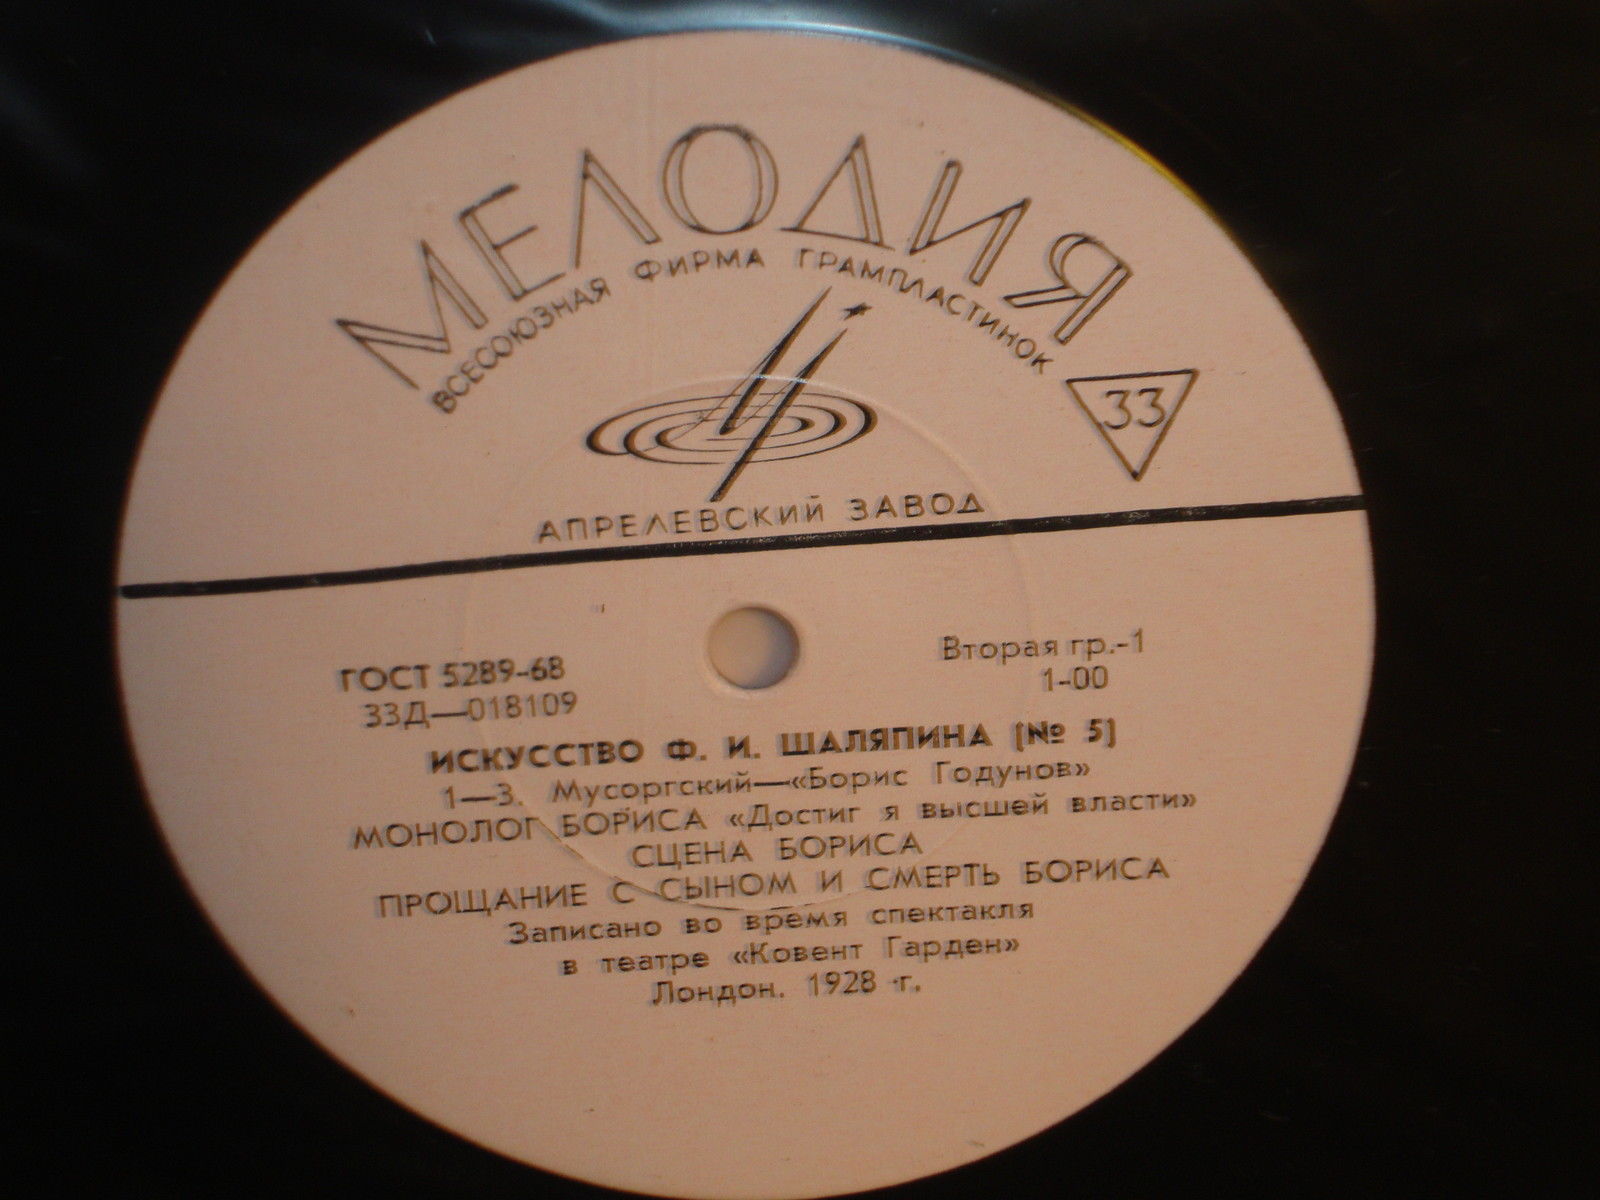 МЕЛОДИЯ
ВСЕСОЮЗНАЯ ФИРМА ГРАМПЛАСТИНОК
33
АПРЕЛЕВСКИЙ ЗАВОД
ГОСТ 5289-68
Вторая гр.-1
33Д—018109
1-00
ИСКУССТВО Ф. И. ШАЛЯПИНА (№ 5)
1—3. Мусоргский—«Борис Годунов»
МОНОЛОГ БОРИСА «Достиг я высшей власти»
СЦЕНА БОРИСА
ПРОЩАНИЕ С СЫНОМ И СМЕРТЬ БОРИСА
Записано во время спектакля
в театре «Ковент Гарден»
Лондон. 1928 г.